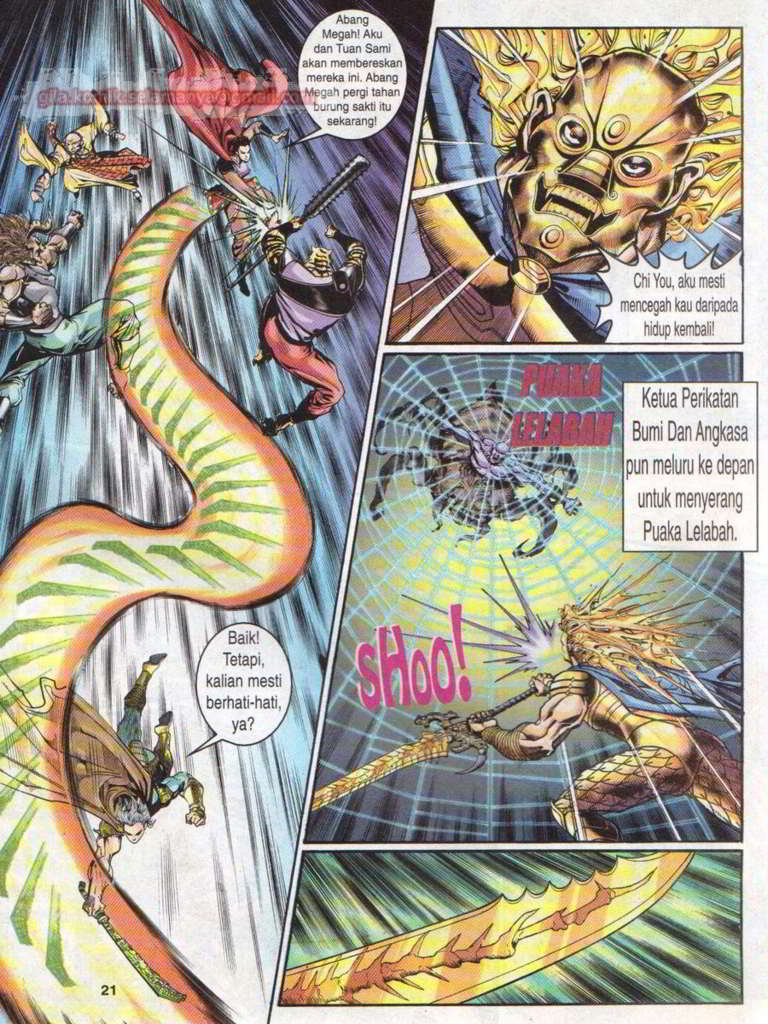 Abang
Megah! Aku
dan Tuan Sami
akan membereskan
mereka ini. Abang
Megah pergi tahan
burung sakti itu
sekarang!
Chi You, aku mesti
mencegah kau daripada
hidup kembali!
PUAKA
LELABAH
Ketua Perikatan
Bumi Dan Angkasa
pun meluru ke depan
untuk menyerang
Puaka Lelabah.
SHOO!
Baik!
Tetapi,
kalian mesti
berhati-hati,
ya?
21